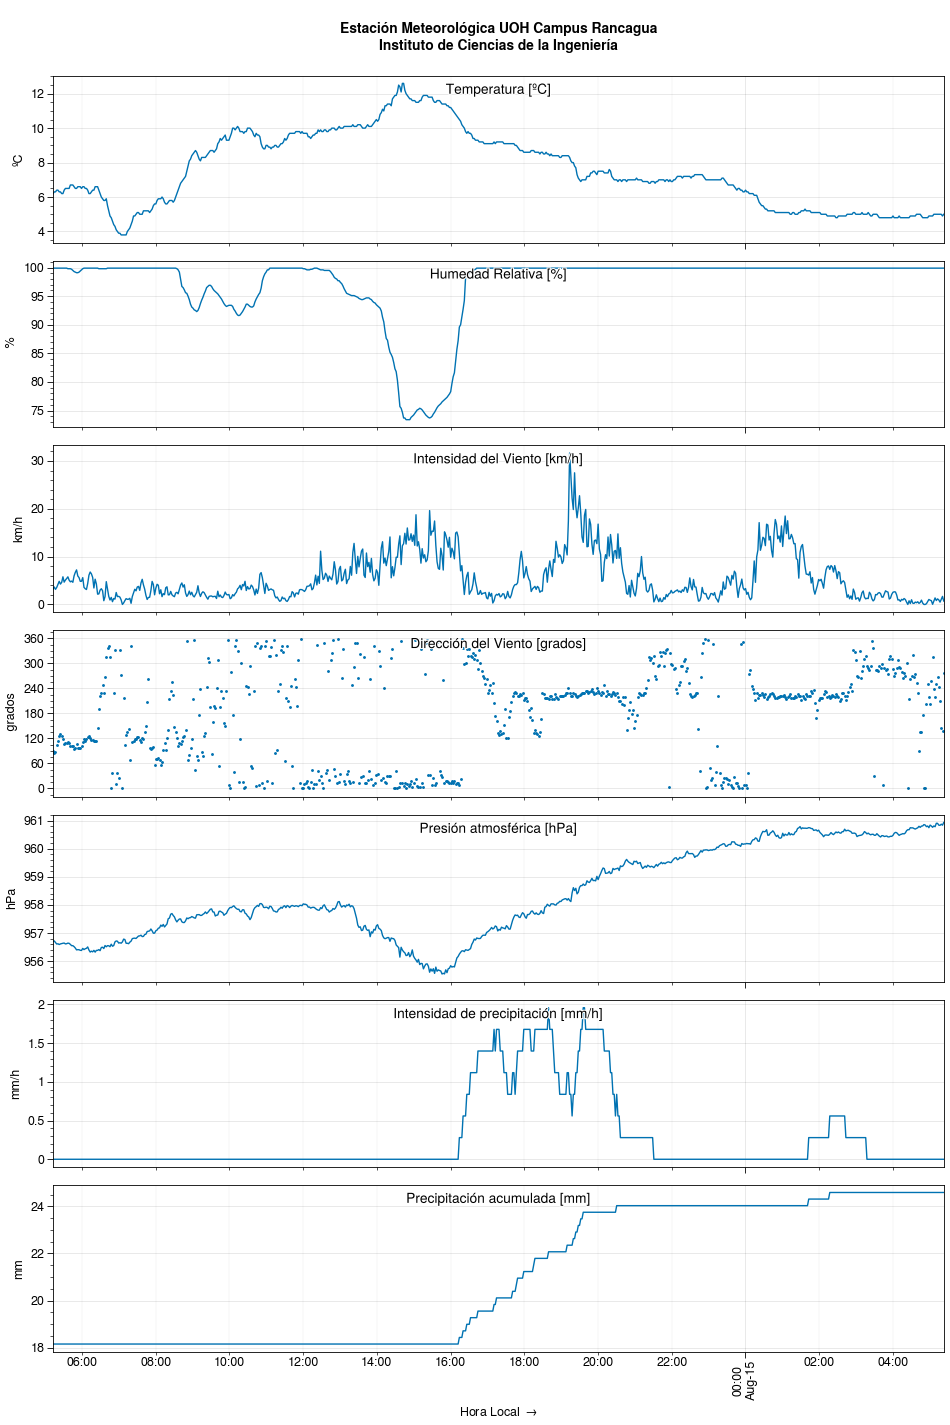 Estación Meteorológica UOH Campus Rancagua
Instituto de Ciencias de la Ingeniería
Temperatura [ºC]
ºC
12
10
8
6
4
Humedad Relativa [%]
%
100
95
90
85
80
75
Intensidad del Viento [km/h]
km/h
30
20
10
0
Dirección del Viento [grados]
grados
360
300
240
180
120
60
0
Presión atmosférica [hPa]
hPa
961
960
959
958
957
956
Intensidad de precipitación [mm/h]
mm/h
2
1.5
1
0.5
0
Precipitación acumulada [mm]
mm
24
22
20
18
06:00 08:00 10:00 12:00 14:00 16:00 18:00 20:00 22:00 00:00 02:00 04:00
Aug-15
Hora Local →